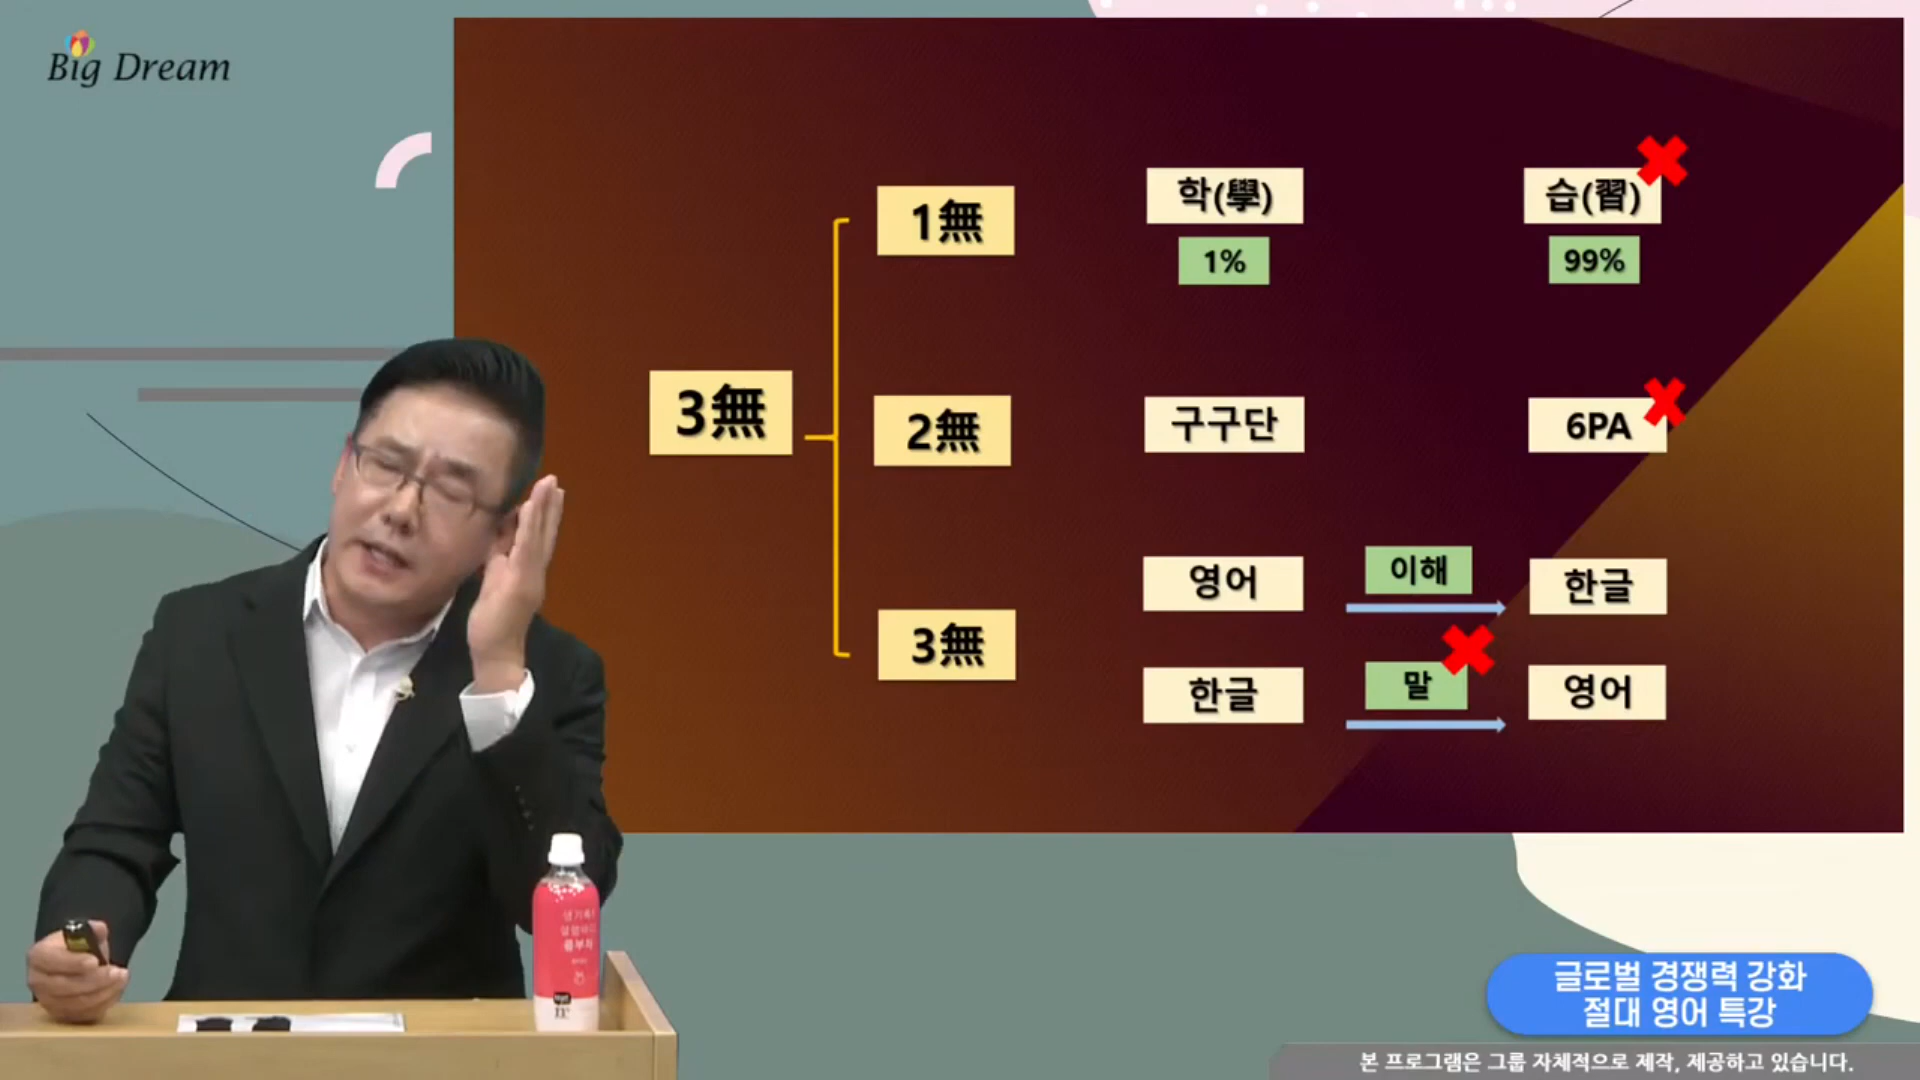 Big Dream
3無
1無
학(學)
습(習)
1%
99%
2無
구구단
6PA
3無
영어
이해
한글
한글
말
영어
글로벌 경쟁력 강화
절대 영어 특강
본 프로그램은 그룹 자체적으로 제작, 제공하고 있습니다.